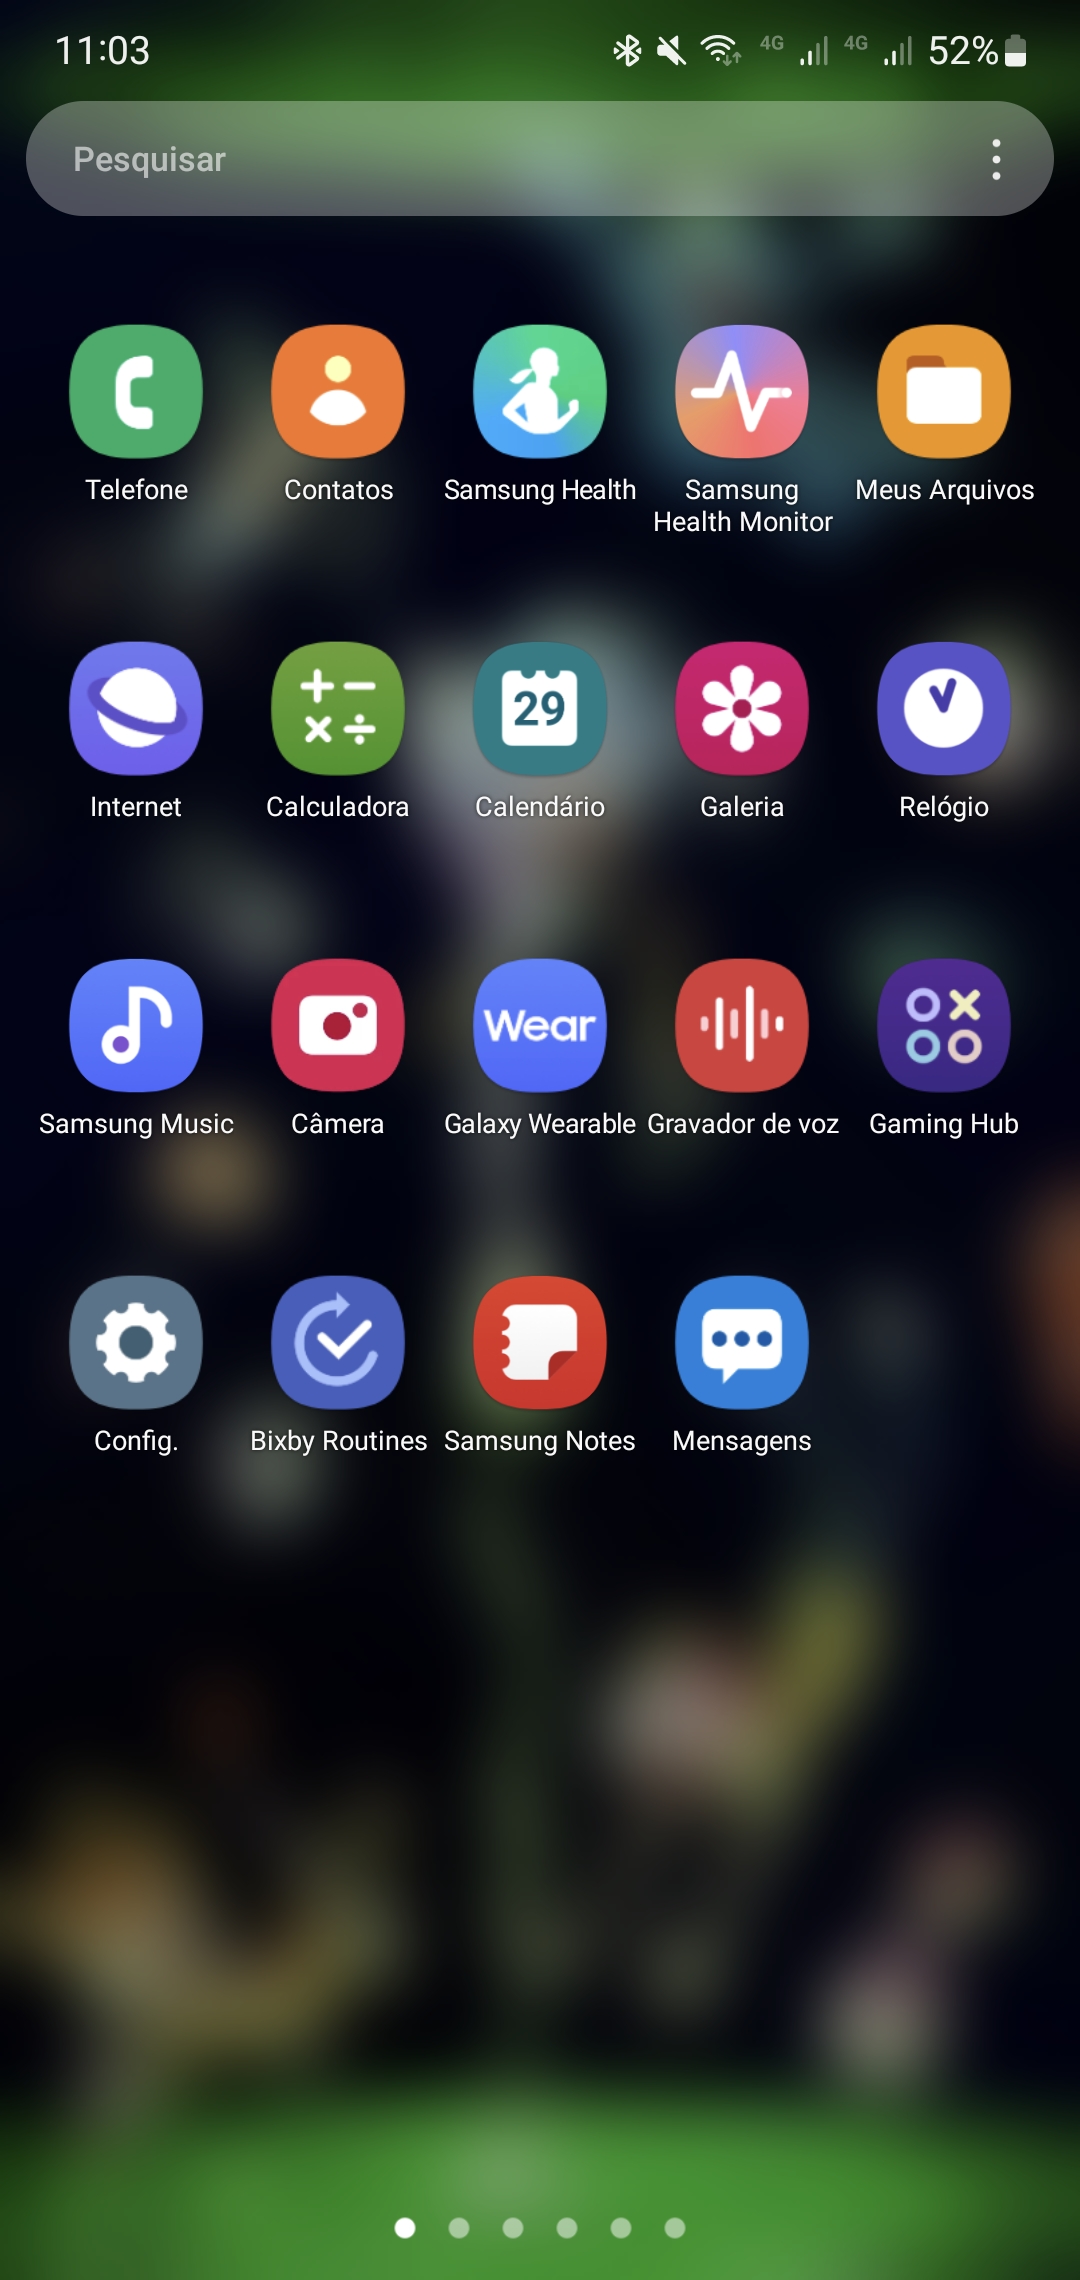 11:03
4G 4G 52%
Pesquisar
Telefone
Contatos
Samsung Health
Samsung
Health Monitor
Meus Arquivos
29
Internet
Calculadora
Calendário
Galeria
Relógio
Wear
Samsung Music
Câmera
Galaxy Wearable
Gravador de voz
Gaming Hub
Config.
Bixby Routines
Samsung Notes
Mensagens